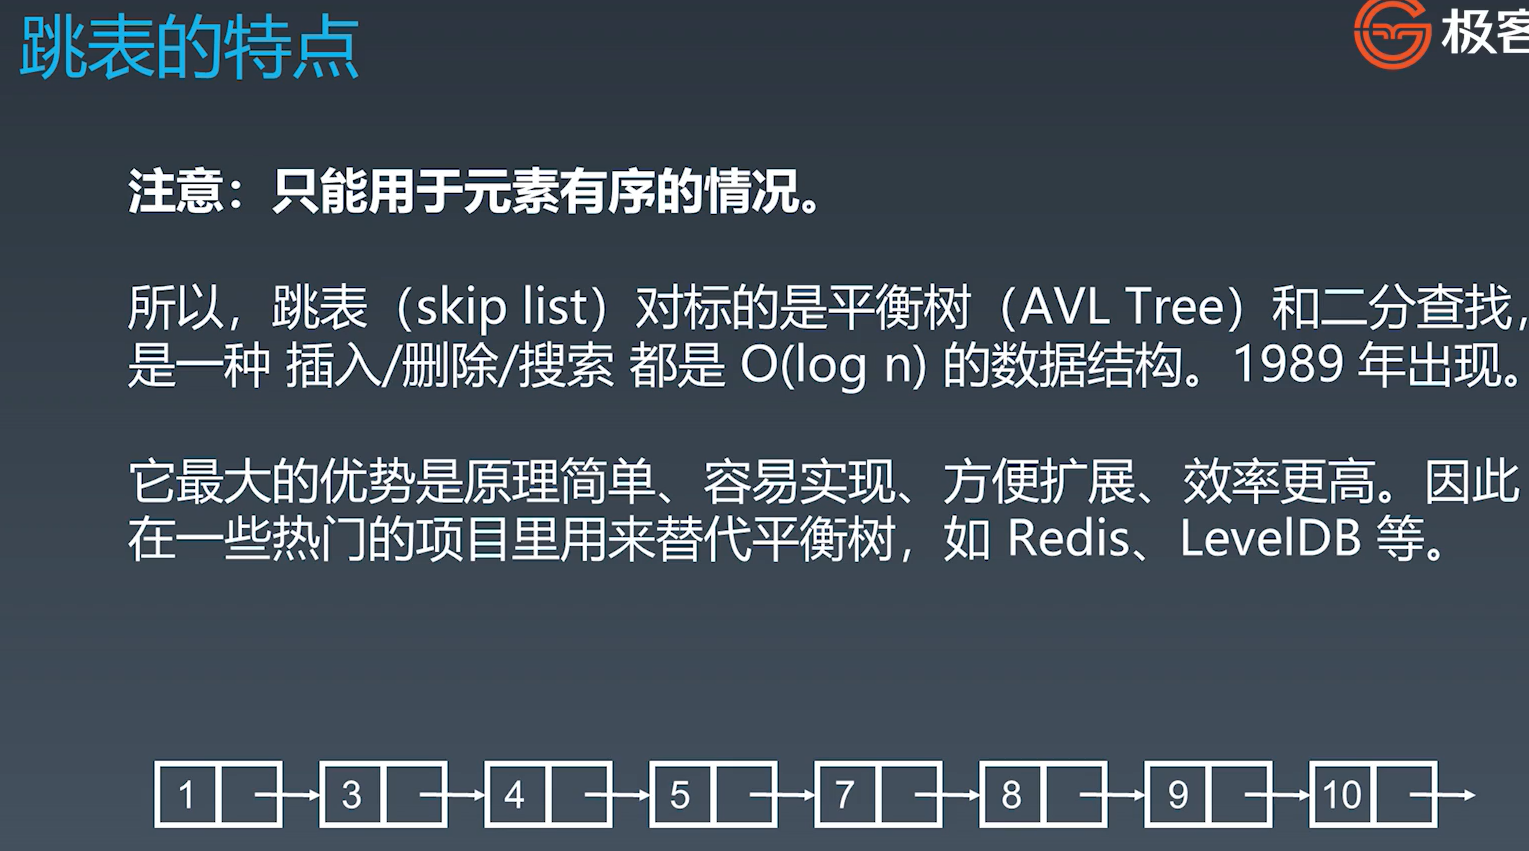 跳表的特点
极客
注意：只能用于元素有序的情况。
所以，跳表（skip list）对标的是平衡树（AVL Tree）和二分查找，
是一种 插入/删除/搜索 都是 O(log n) 的数据结构。1989 年出现。
它最大的优势是原理简单、容易实现、方便扩展、效率更高。因此
在一些热门的项目里用来替代平衡树，如 Redis、LevelDB 等。
1 3 4 5 7 8 9 10